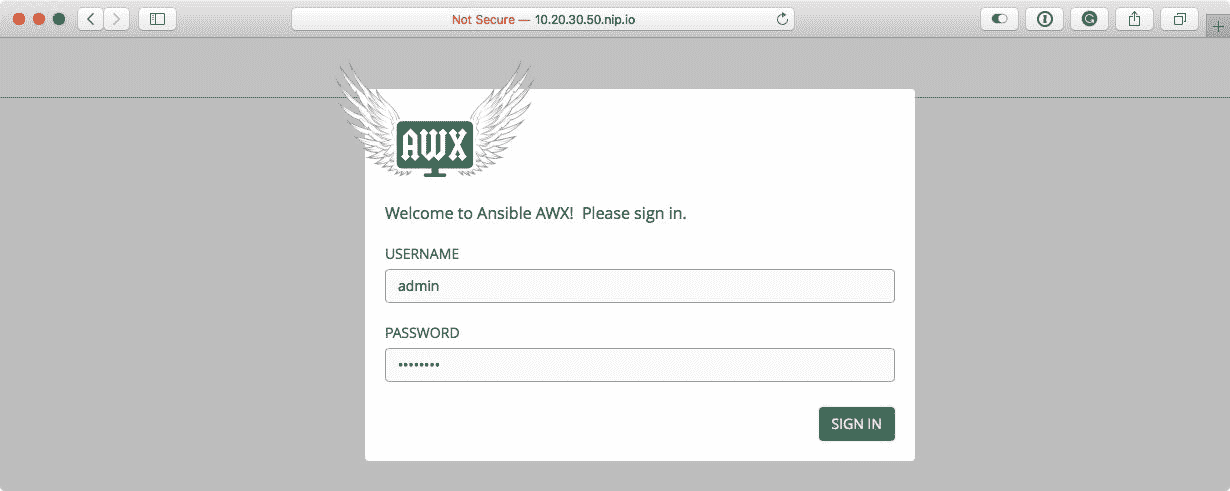 Not Secure — 10.20.30.50.nip.io
AWX
Welcome to Ansible AWX! Please sign in.
USERNAME
admin
PASSWORD
••••••••
SIGN IN